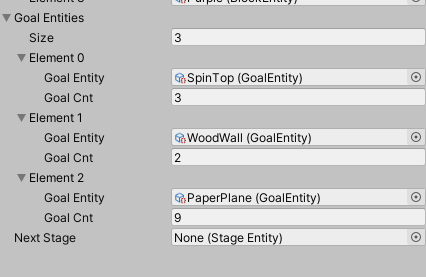 Goal Entities
Size 3
Element 0
Goal Entity SpinTop (GoalEntity)
Goal Cnt 3
Element 1
Goal Entity WoodWall (GoalEntity)
Goal Cnt 2
Element 2
Goal Entity PaperPlane (GoalEntity)
Goal Cnt 9
Next Stage None (Stage Entity)